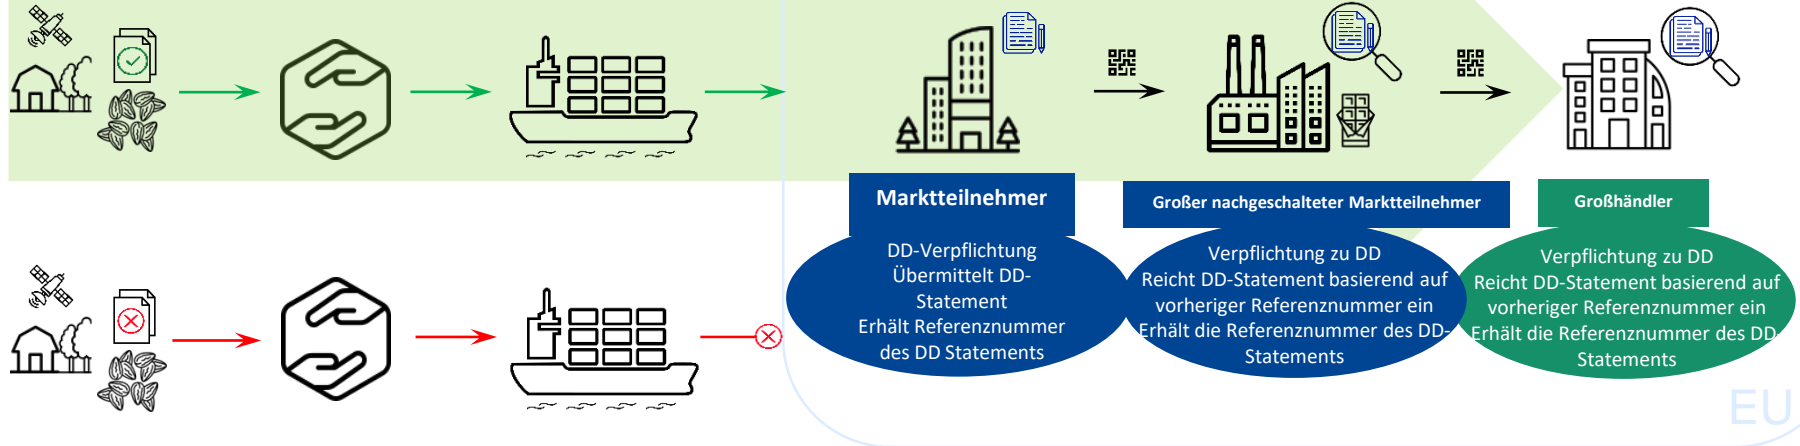 Marktteilnehmer
DD-Verpflichtung
Übermittelt DD-
Statement
Erhält Referenznummer
des DD Statements
Großer nachgeschalteter Marktteilnehmer
Verpflichtung zu DD
Reicht DD-Statement basierend auf
vorheriger Referenznummer ein
Erhält die Referenznummer des DD-
Statements
Großhändler
Verpflichtung zu DD
Reicht DD-Statement basierend auf
vorheriger Referenznummer ein
Erhält die Referenznummer des DD-
Statements
EU